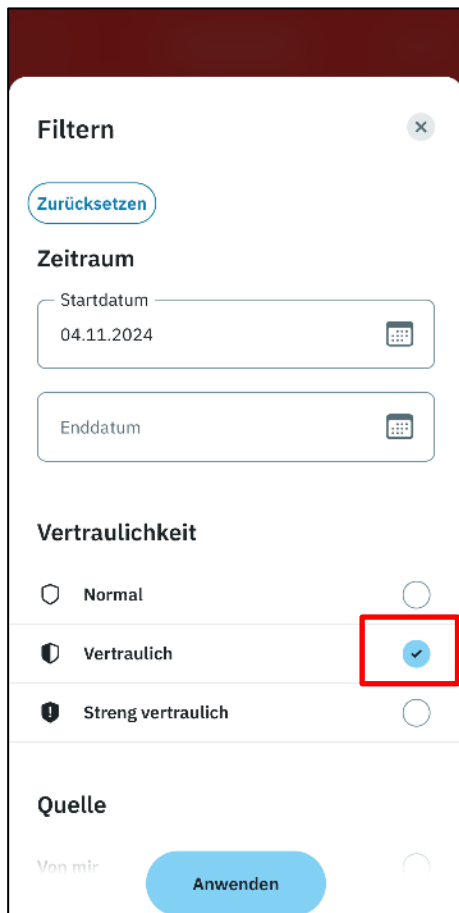 Filtern
Zurücksetzen
Zeitraum
Startdatum
04.11.2024
Enddatum
Vertraulichkeit
Normal
Vertraulich
Streng vertraulich
Quelle
Von mir
Anwenden